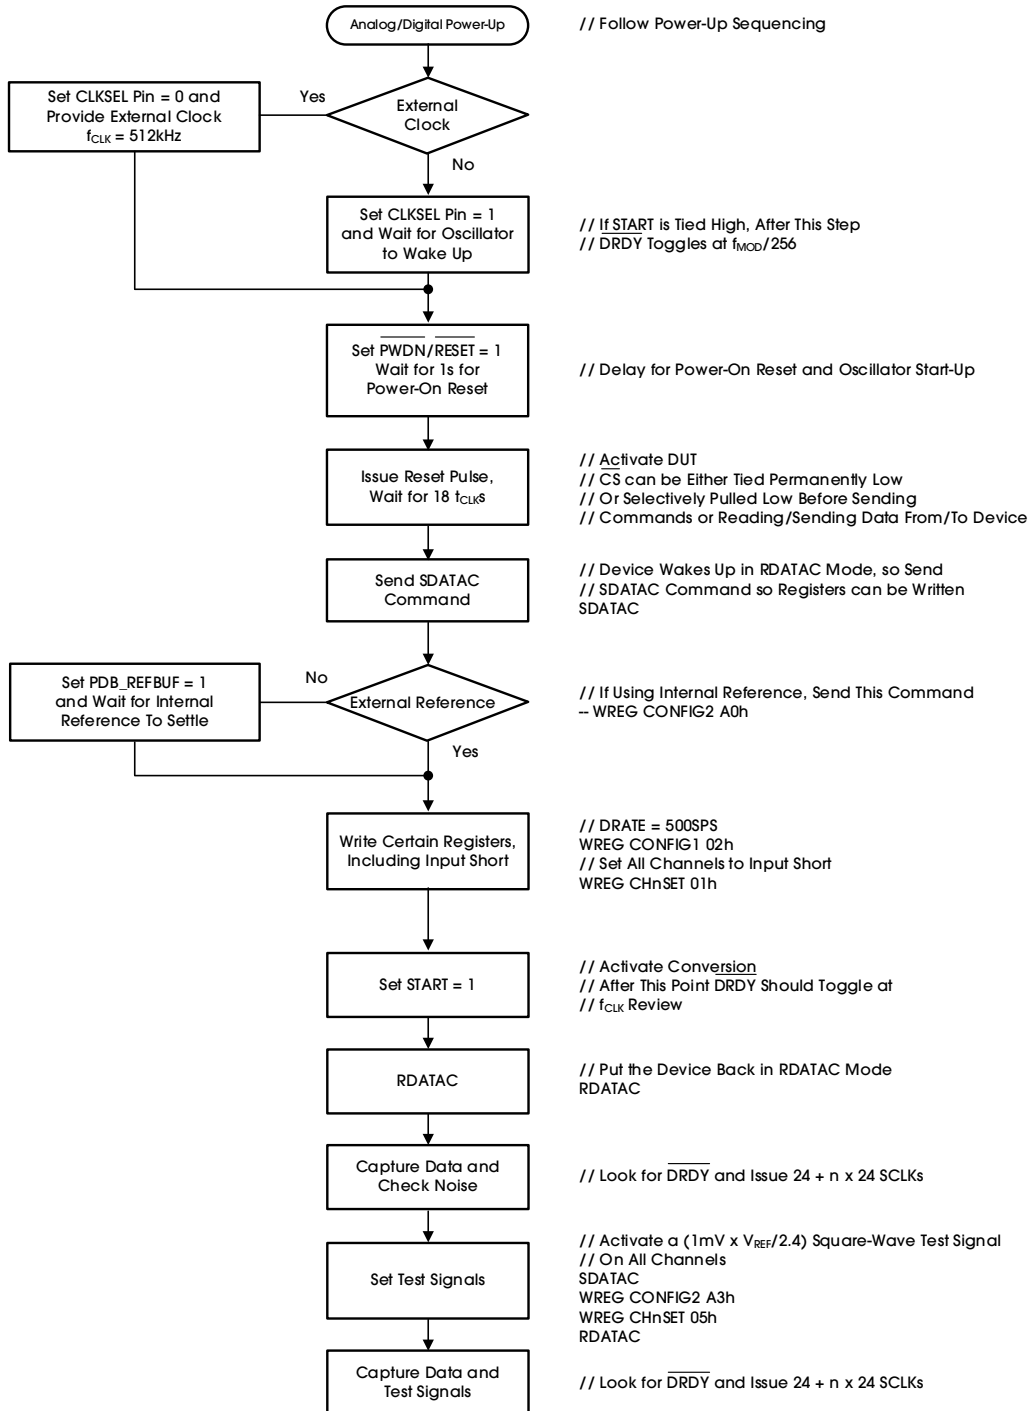 Analog/Digital Power-Up
// Follow Power-Up Sequencing
External
Clock
Yes
Set CLKSEL Pin = 0 and
Provide External Clock
fCLK = 512kHz
No
Set CLKSEL Pin = 1
and Wait for Oscillator
to Wake Up
// If START is Tied High, After This Step
// DRDY Toggles at fMOD/256
Set PWDN/RESET = 1
Wait for 1s for
Power-On Reset
// Delay for Power-On Reset and Oscillator Start-Up
Issue Reset Pulse,
Wait for 18 tCLKs
// Activate DUT
// CS can be Either Tied Permanently Low
// Or Selectively Pulled Low Before Sending
// Commands or Reading/Sending Data From/To Device
Send SDATAC
Command
// Device Wakes Up in RDATAC Mode, so Send
// SDATAC Command so Registers can be Written
SDATAC
External Reference
No
Set PDB_REFBUF = 1
and Wait for Internal
Reference To Settle
// If Using Internal Reference, Send This Command
-- WREG CONFIG2 A0h
Yes
Write Certain Registers,
Including Input Short
// DRATE = 500SPS
WREG CONFIG1 02h
// Set All Channels to Input Short
WREG CHnSET 01h
Set START = 1
// Activate Conversion
// After This Point DRDY Should Toggle at
// fCLK Review
RDATAC
// Put the Device Back in RDATAC Mode
RDATAC
Capture Data and
Check Noise
// Look for DRDY and Issue 24 + n x 24 SCLKs
Set Test Signals
// Activate a (1mV x VREF/2.4) Square-Wave Test Signal
// On All Channels
SDATAC
WREG CONFIG2 A3h
WREG CHnSET 05h
RDATAC
Capture Data and
Test Signals
// Look for DRDY and Issue 24 + n x 24 SCLKs